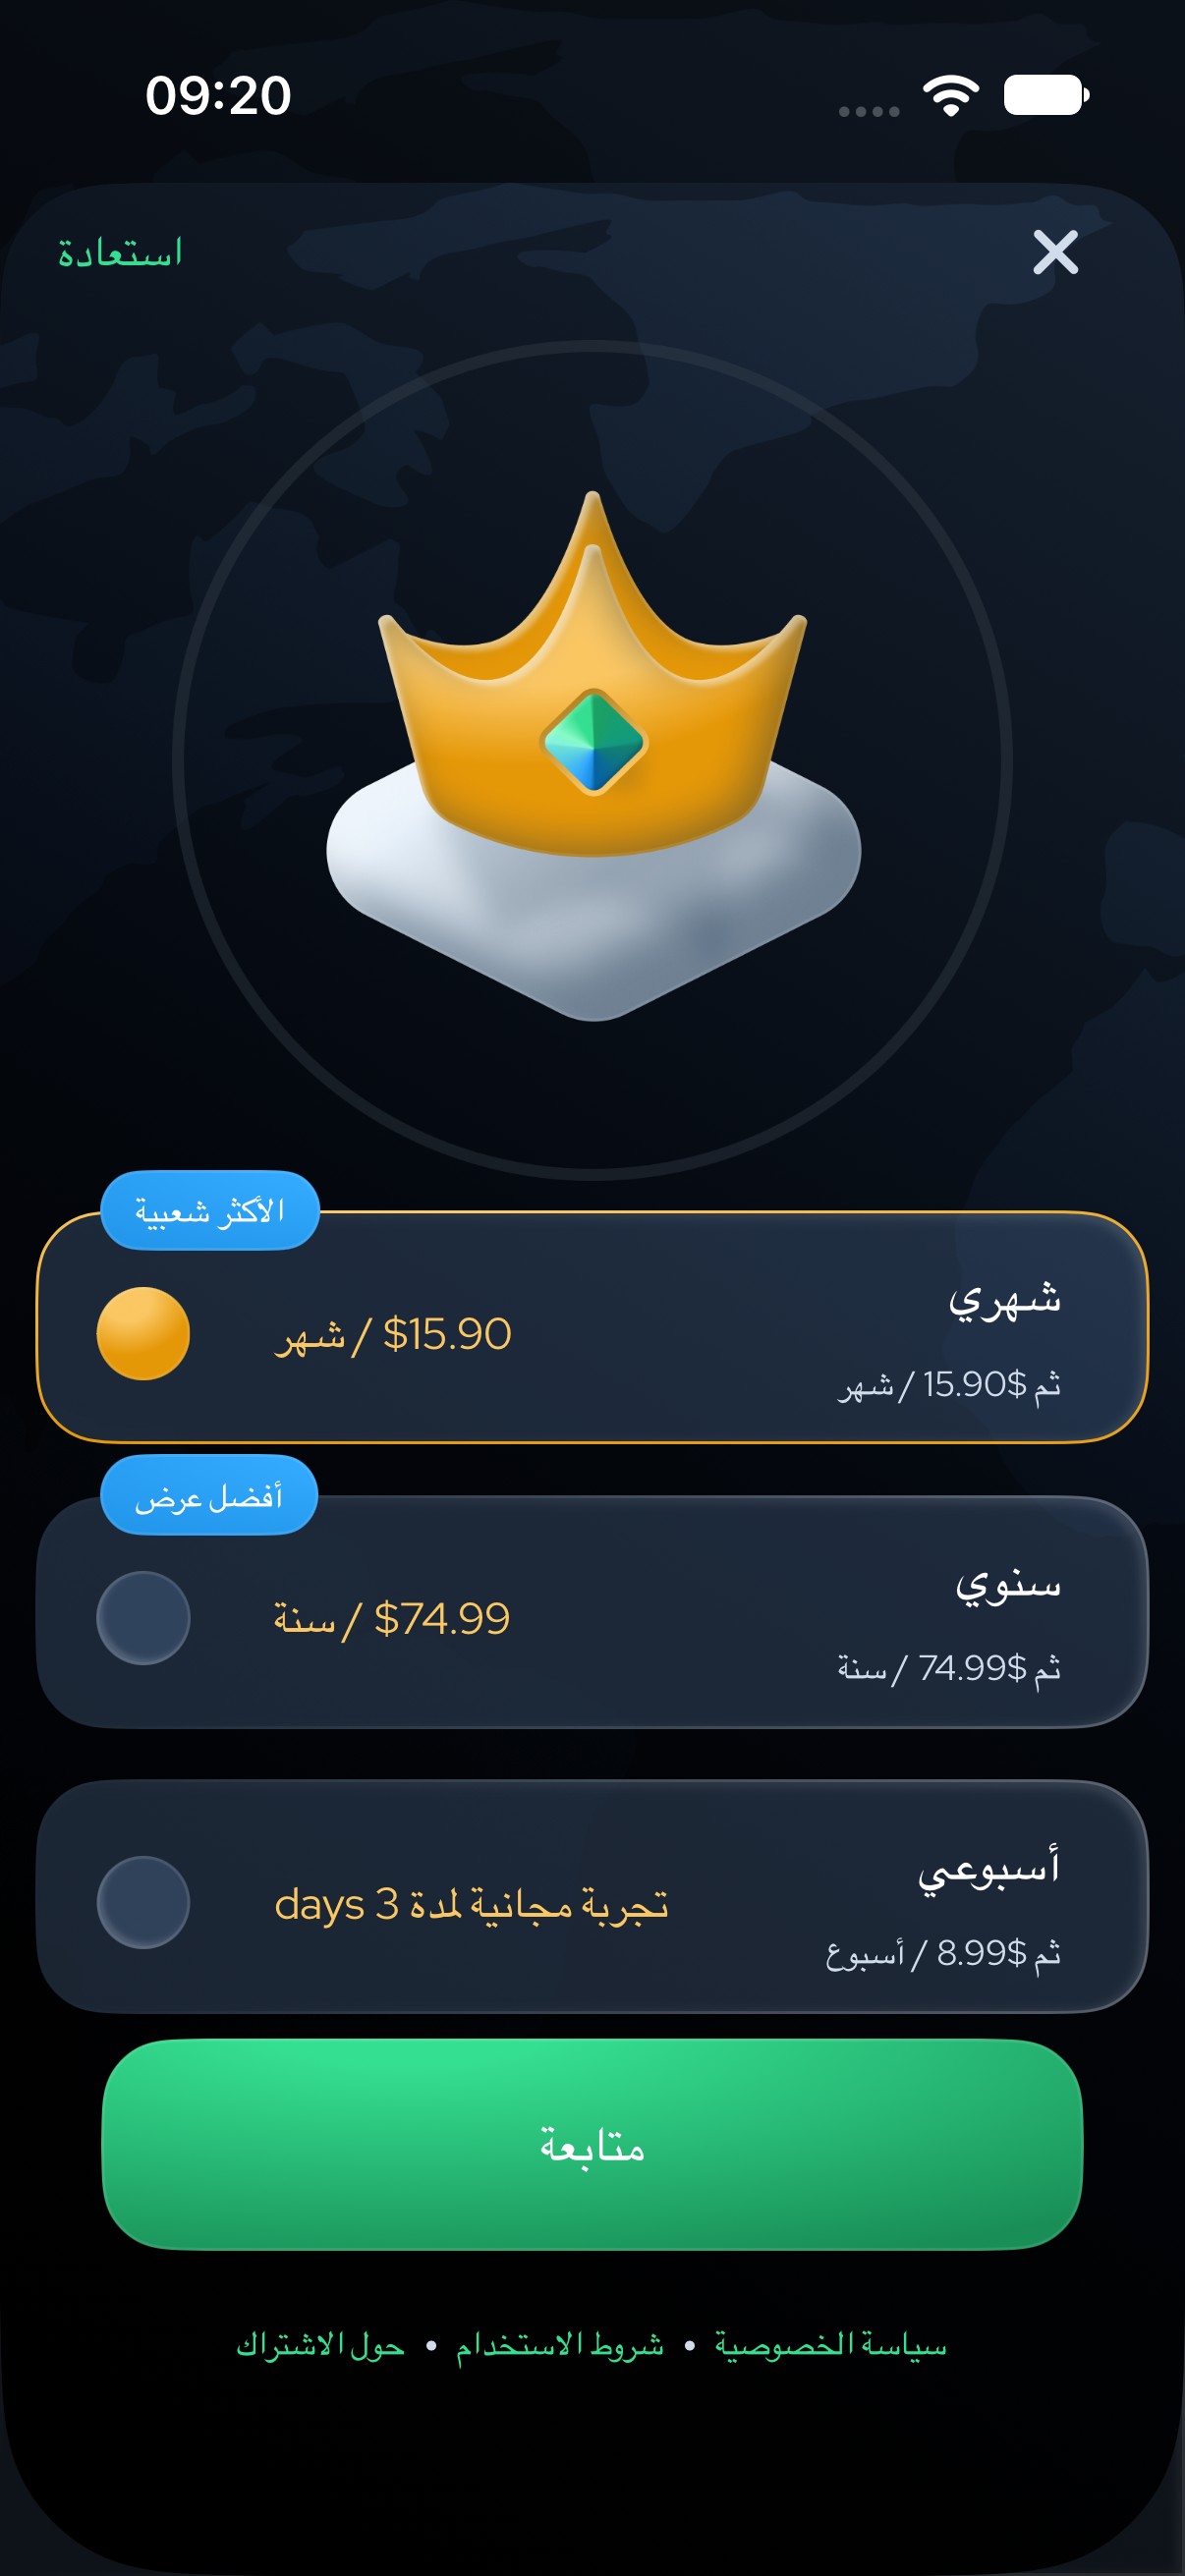 09:20
استعادة
الأكثر شعبية
شهري
$15.90 / شهر
ثم $15.90 / شهر
أفضل عرض
سنوي
$74.99 / سنة
ثم $74.99 / سنة
أسبوعي
تجربة مجانية لمدة 3 days
ثم $8.99 / أسبوع
متابعة
سياسة الخصوصية • شروط الاستخدام • حول الاشتراك